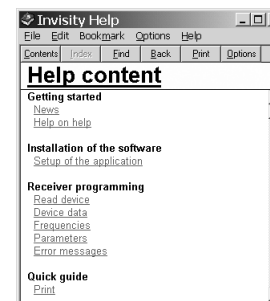 Invisity Help
File Edit Bookmark Options Help
Contents Index Find Back Print Options
Help content
Getting started
News
Help on help
Installation of the software
Setup of the application
Receiver programming
Read device
Device data
Frequencies
Parameters
Error messages
Quick guide
Print